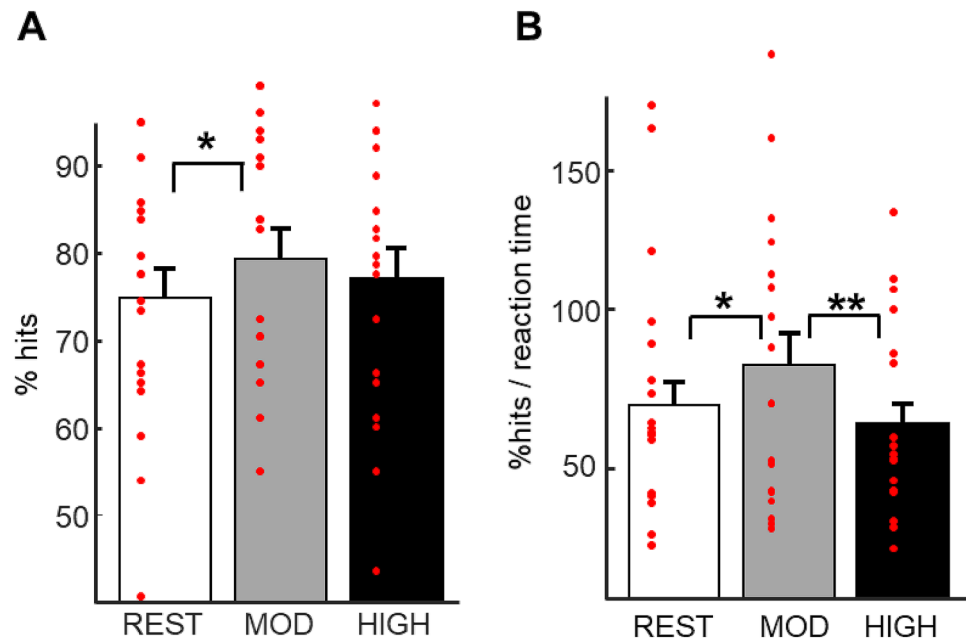 A
% hits
90
80
70
60
50
*
REST MOD HIGH
B
%hits / reaction time
150
100
50
* **
REST MOD HIGH